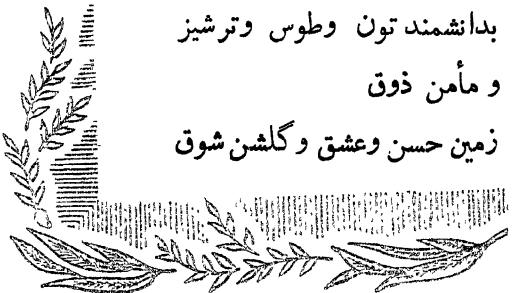 بدانشمند تون وطوس وترشیز
و مأمن ذوق
زمین حسن وعشق و گلشن شوق